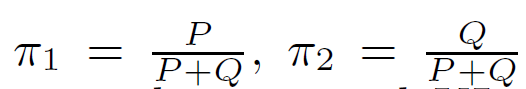 π₁ = P/(P+Q), π₂ = Q/(P+Q)